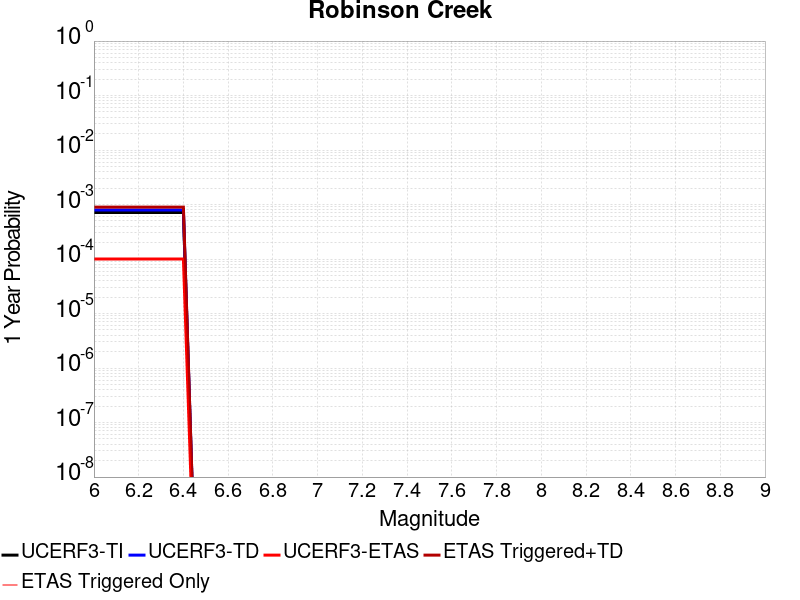 Robinson Creek
10^0
10^-1
10^-2
10^-3
10^-4
10^-5
10^-6
10^-7
10^-8
1 Year Probability
6 6.2 6.4 6.6 6.8 7 7.2 7.4 7.6 7.8 8 8.2 8.4 8.6 8.8 9
Magnitude
UCERF3-TI UCERF3-TD UCERF3-ETAS ETAS Triggered+TD
ETAS Triggered Only